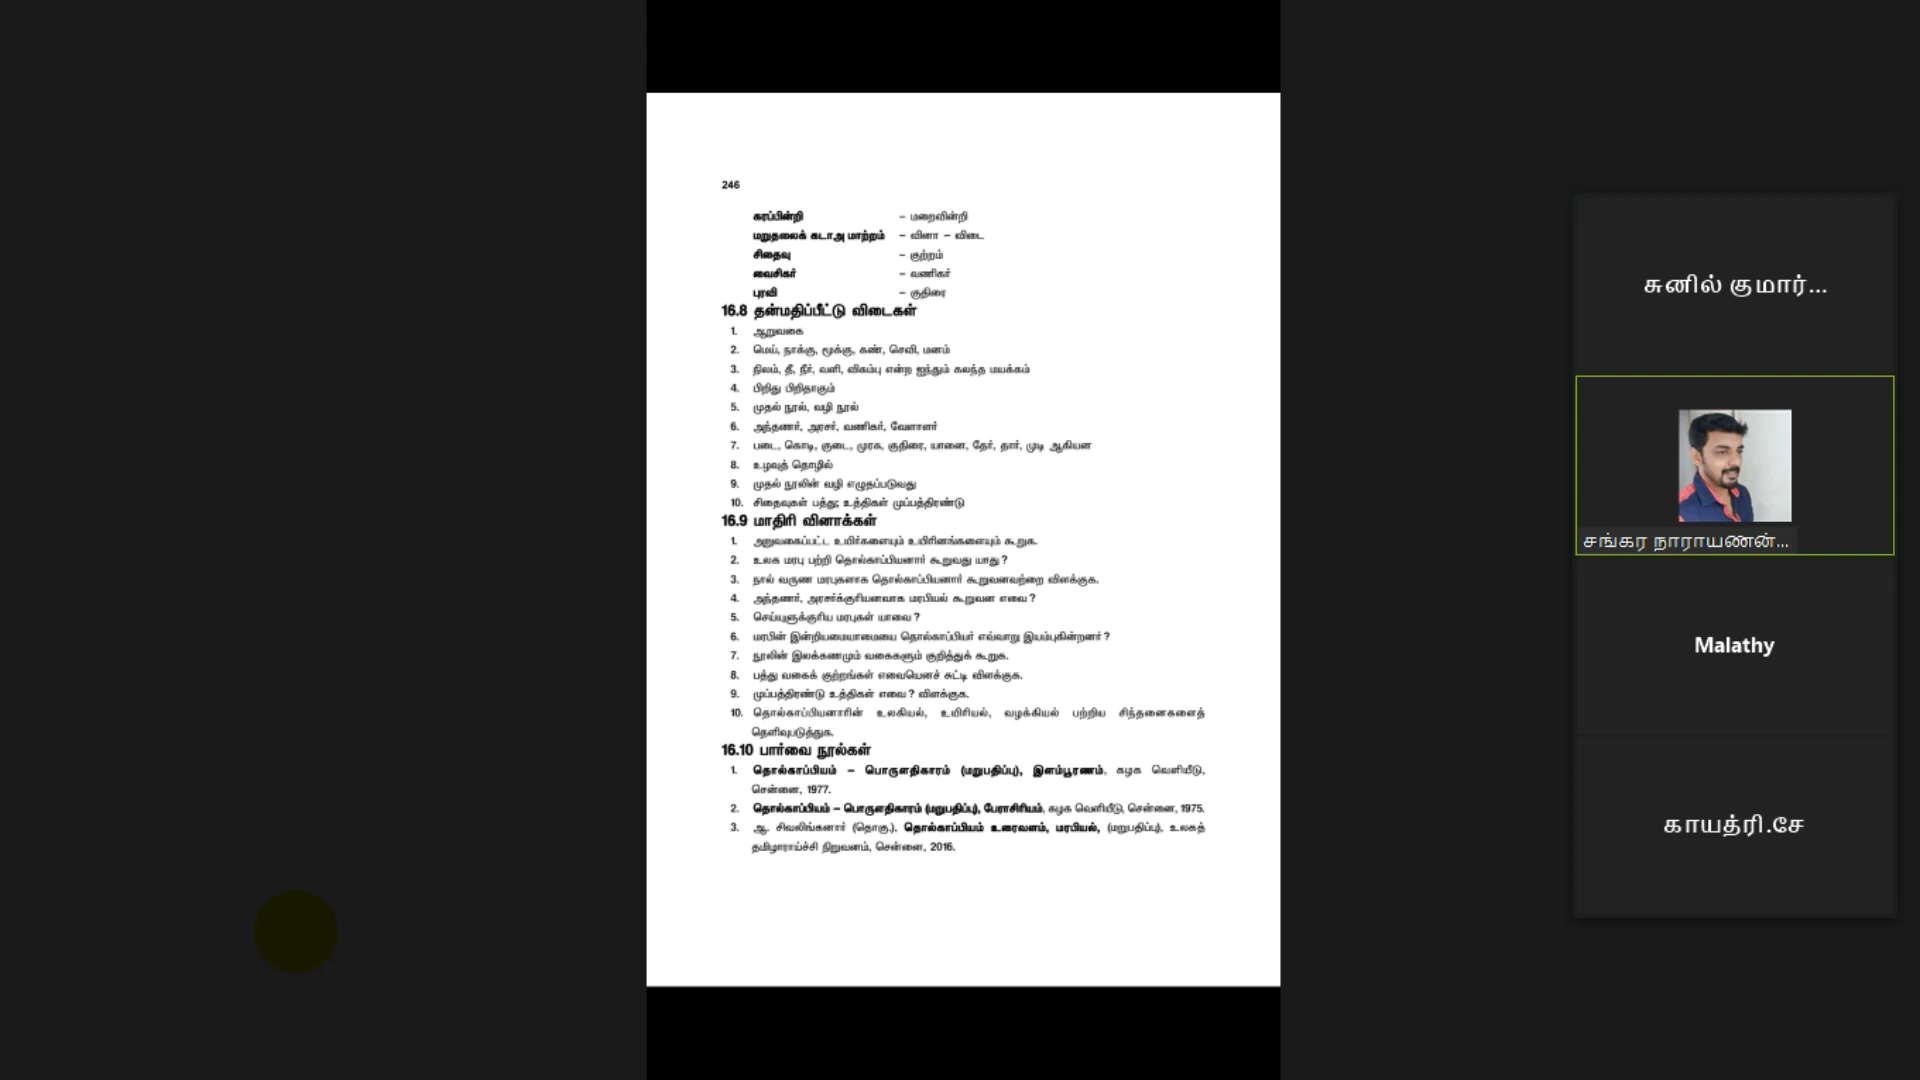 246
கரப்பின்றி – மறைவின்றி
மறுதலைக் கடாஅ மாற்றம் – வினா – விடை
சிதைவு – குற்றம்
வைசிகர் – வணிகர்
புரவி – குதிரை
16.8 தன்மதிப்பீட்டு விடைகள்
1. ஆறுவகை
2. மெய், நாக்கு, மூக்கு, கண், செவி, மனம்
3. நிலம், தீ, நீர், வளி, விசும்பு என்ற ஐந்தும் கலந்த மயக்கம்
4. பிறிது பிறிதாகும்
5. முதல் நூல், வழி நூல்
6. அந்தணர், அரசர், வணிகர், வேளாளர்
7. படை, கொடி, குடை, முரசு, குதிரை, யானை, தேர், தார், முடி ஆகியன
8. உழவுத் தொழில்
9. முதல் நூலின் வழி எழுதப்படுவது
10. சிதைவுகள் பத்து; உத்திகள் முப்பத்திரண்டு
16.9 மாதிரி வினாக்கள்
1. அறுவகைப்பட்ட உயிர்களையும் உயிரினங்களையும் கூறுக.
2. உலக மரபு பற்றி தொல்காப்பியனார் கூறுவது யாது?
3. நால் வருண மரபுகளாக தொல்காப்பியனார் கூறுவனவற்றை விளக்குக.
4. அந்தணர், அரசர்க்குரியனவாக மரபியல் கூறுவன எவை?
5. செய்யுளுக்குரிய மரபுகள் யாவை?
6. மரபின் இன்றியமையாமையை தொல்காப்பியர் எவ்வாறு இயம்புகின்றனர்?
7. நூலின் இலக்கணமும் வகைகளும் குறித்துக் கூறுக.
8. பத்து வகைக் குற்றங்கள் எவையெனச் சுட்டி விளக்குக.
9. முப்பத்திரண்டு உத்திகள் எவை? விளக்குக.
10. தொல்காப்பியனாரின் உலகியல், உயிரியல், வழக்கியல் பற்றிய சிந்தனைகளைத்
தெளிவுபடுத்துக.
16.10 பார்வை நூல்கள்
1. தொல்காப்பியம் – பொருளதிகாரம் (மறுபதிப்பு), இளம்பூரணம், கழக வெளியீடு,
சென்னை, 1977.
2. தொல்காப்பியம் – பொருளதிகாரம் (மறுபதிப்பு), பேராசிரியம், கழக வெளியீடு, சென்னை, 1975.
3. ஆ. சிவலிங்கனார் (தொகு.), தொல்காப்பியம் உரைவளம், மரபியல், (மறுபதிப்பு), உலகத்
தமிழாராய்ச்சி நிறுவனம், சென்னை, 2016.
சுனில் குமார்...
சங்கர நாராயணன்...
Malathy
காயத்ரி.சே